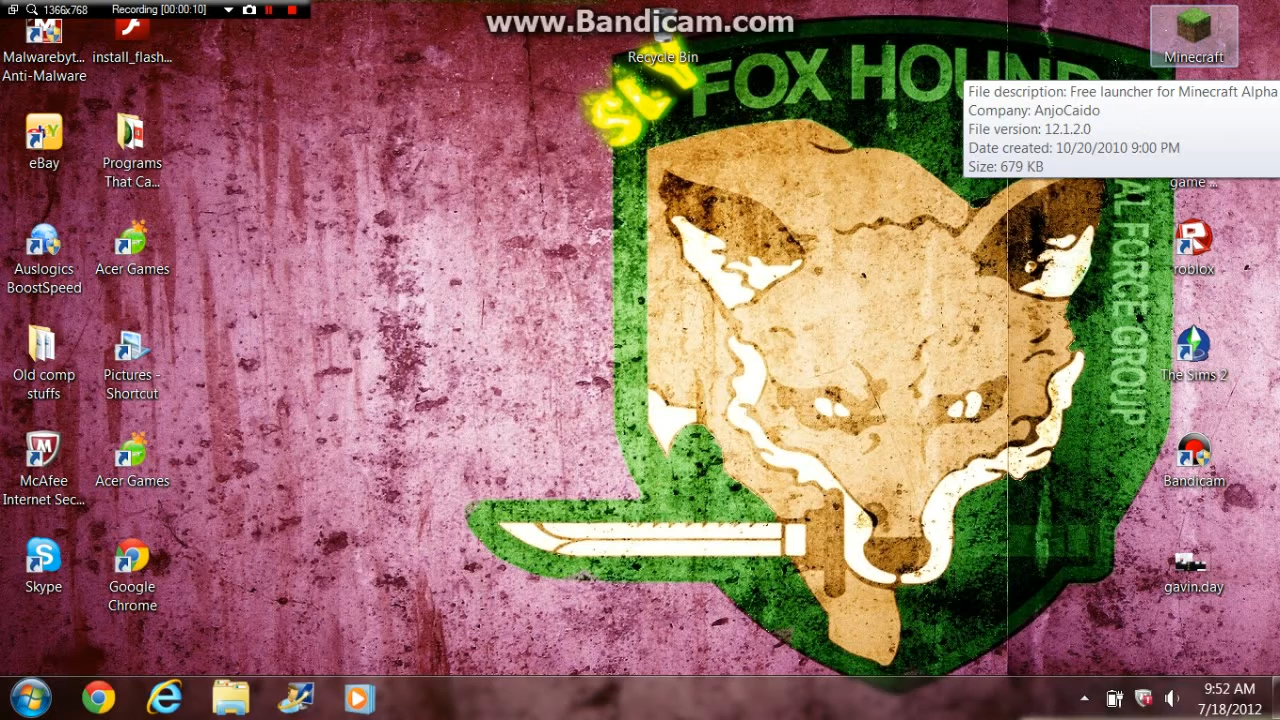 1366x768 Recording [00:00:10]
www.Bandicam.com
Malwarebyt...
Anti-Malware
install_flash...
Recycle Bin
Minecraft
SLY
FOX HOUND
File description: Free launcher for Minecraft Alpha
Company: AnjoCaido
File version: 12.1.2.0
Date created: 10/20/2010 9:00 PM
Size: 679 KB
eBay
Programs
That Ca...
game ...
AL FORCE GROUP
Auslogics
BoostSpeed
Acer Games
roblox
Old comp
stuffs
Pictures -
Shortcut
The Sims 2
McAfee
Internet Sec...
Acer Games
Bandicam
Skype
Google
Chrome
gavin.day
9:52 AM
7/18/2012